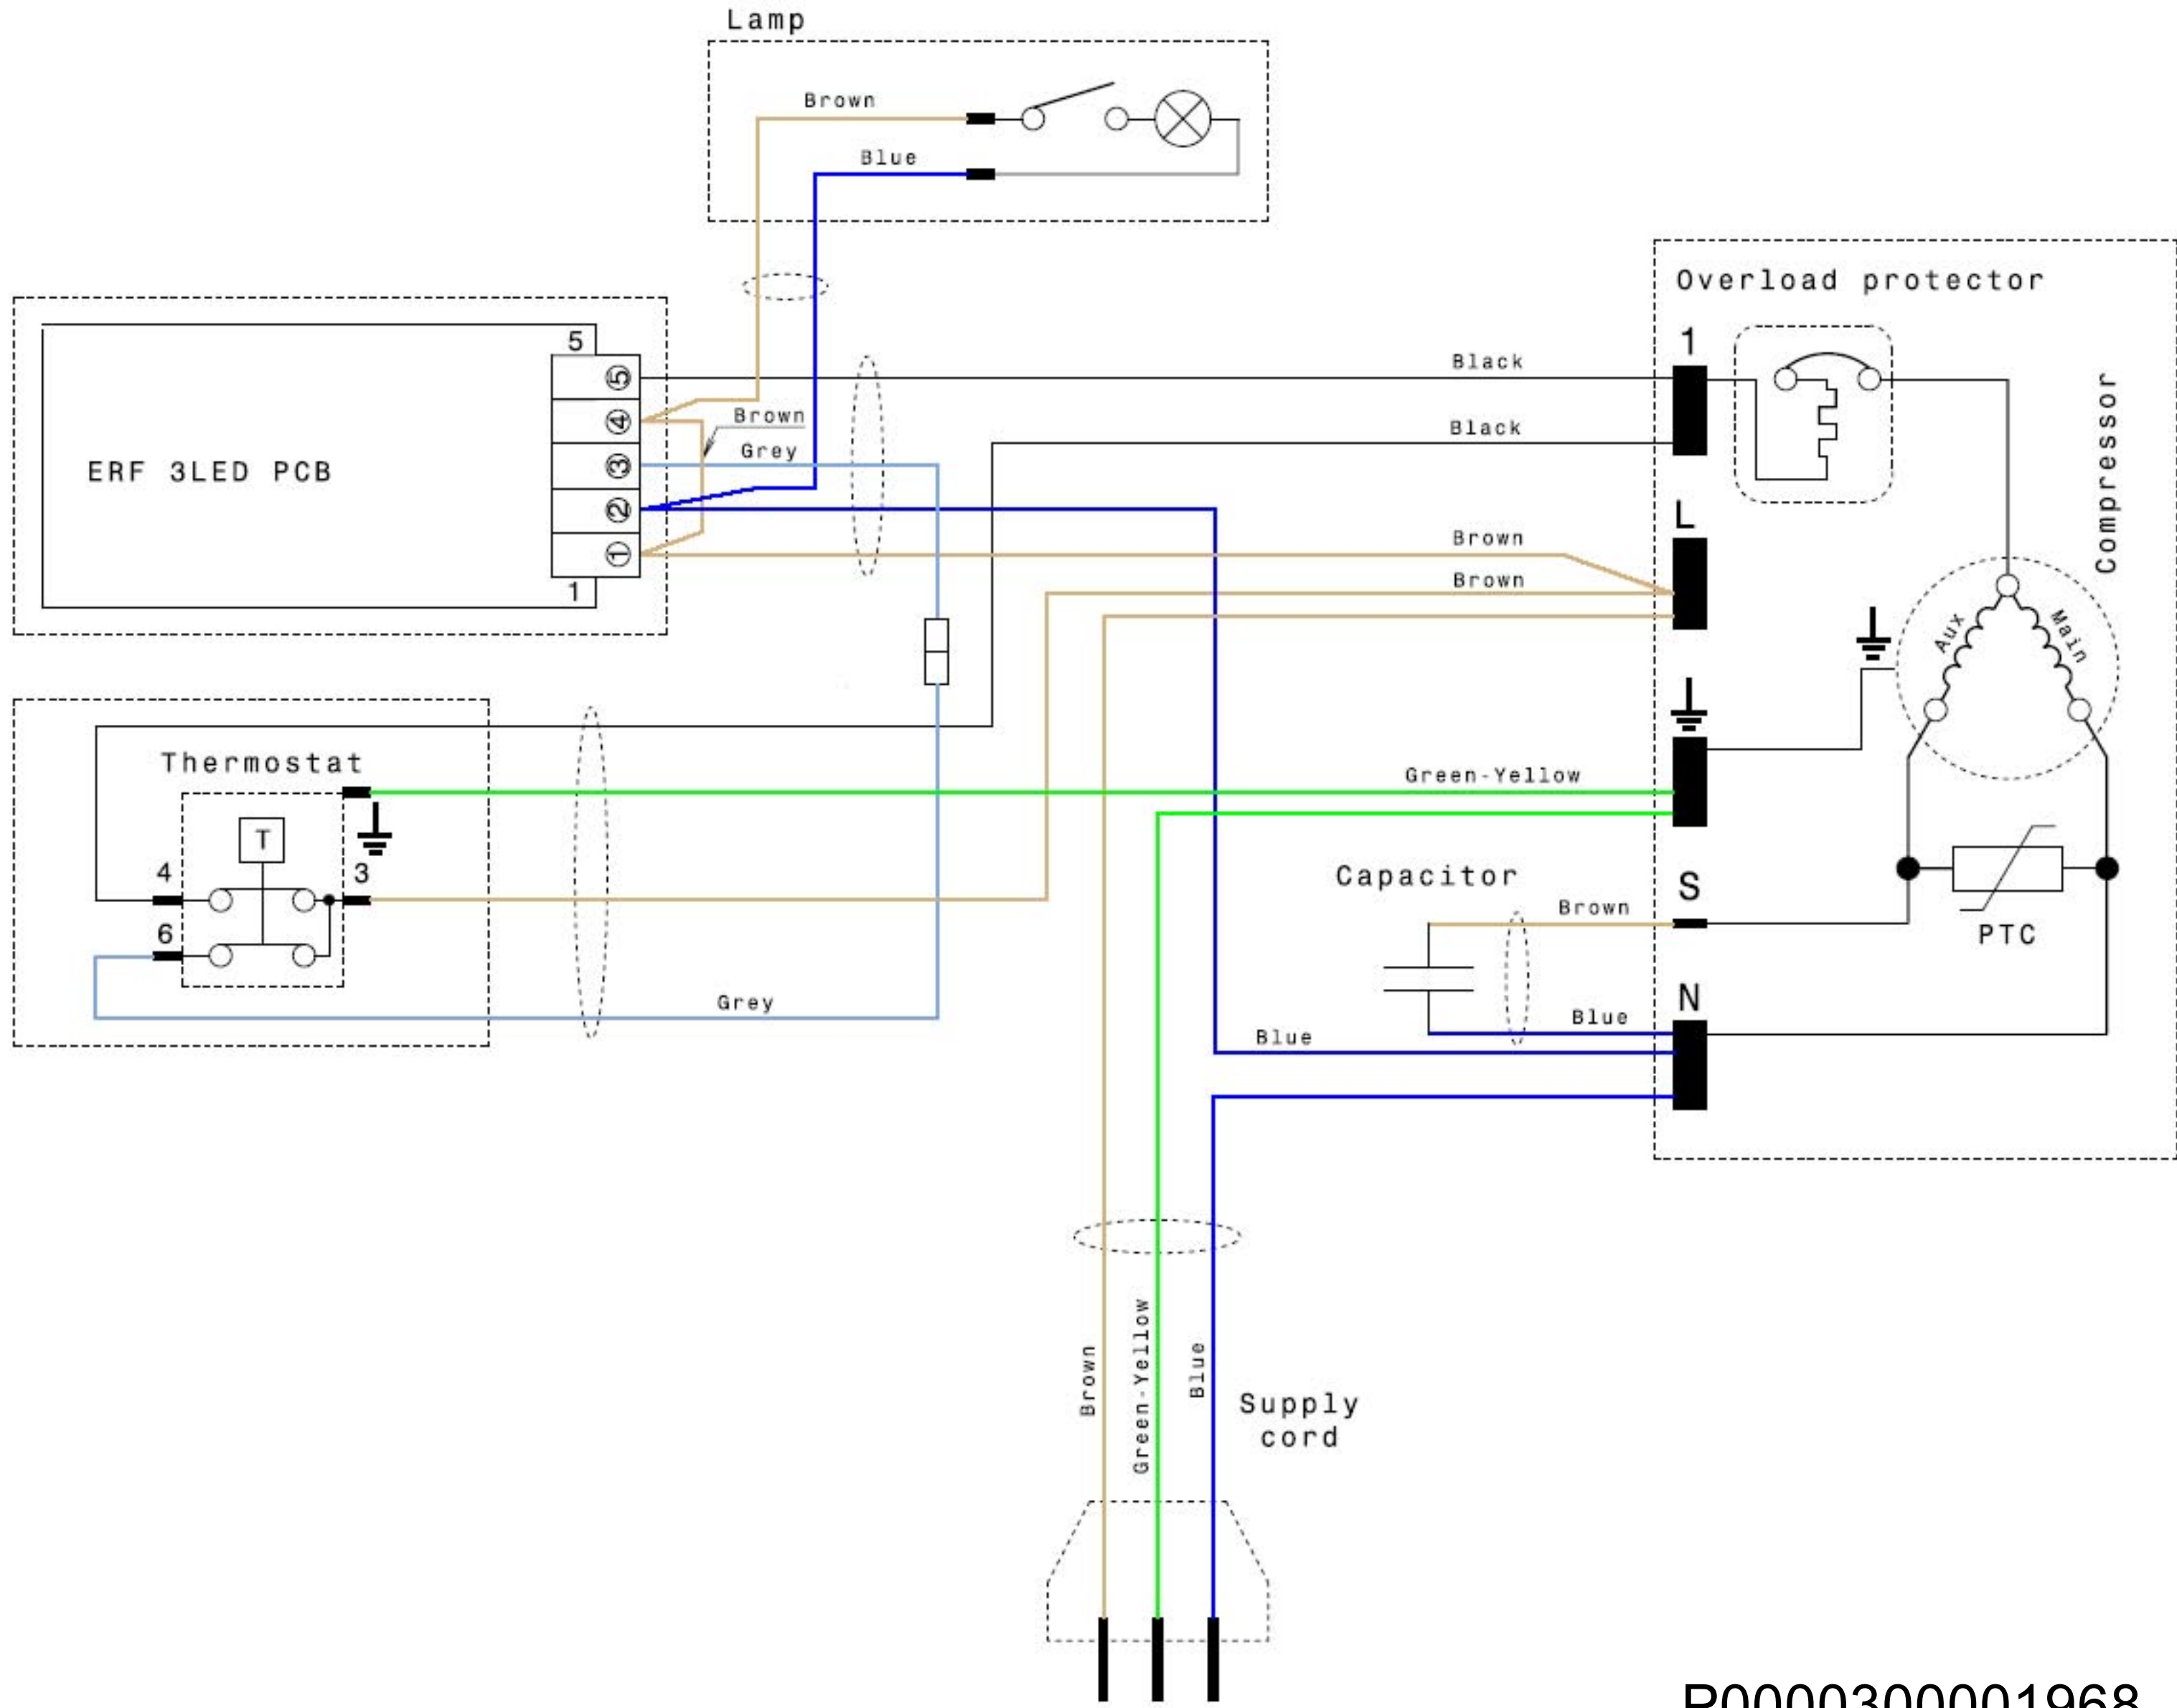 Lamp
Brown
Blue
Overload protector
1
Compressor
5
⑤
Black
④
Brown
Black
③
Grey
ERF 3LED PCB
②
L
①
Brown
1
Brown
Aux
Main
Thermostat
Green-Yellow
T
4
3
Capacitor
S
Brown
6
PTC
Grey
N
Blue
Blue
Brown
Green-Yellow
Blue
Supply
cord
R0000300001968